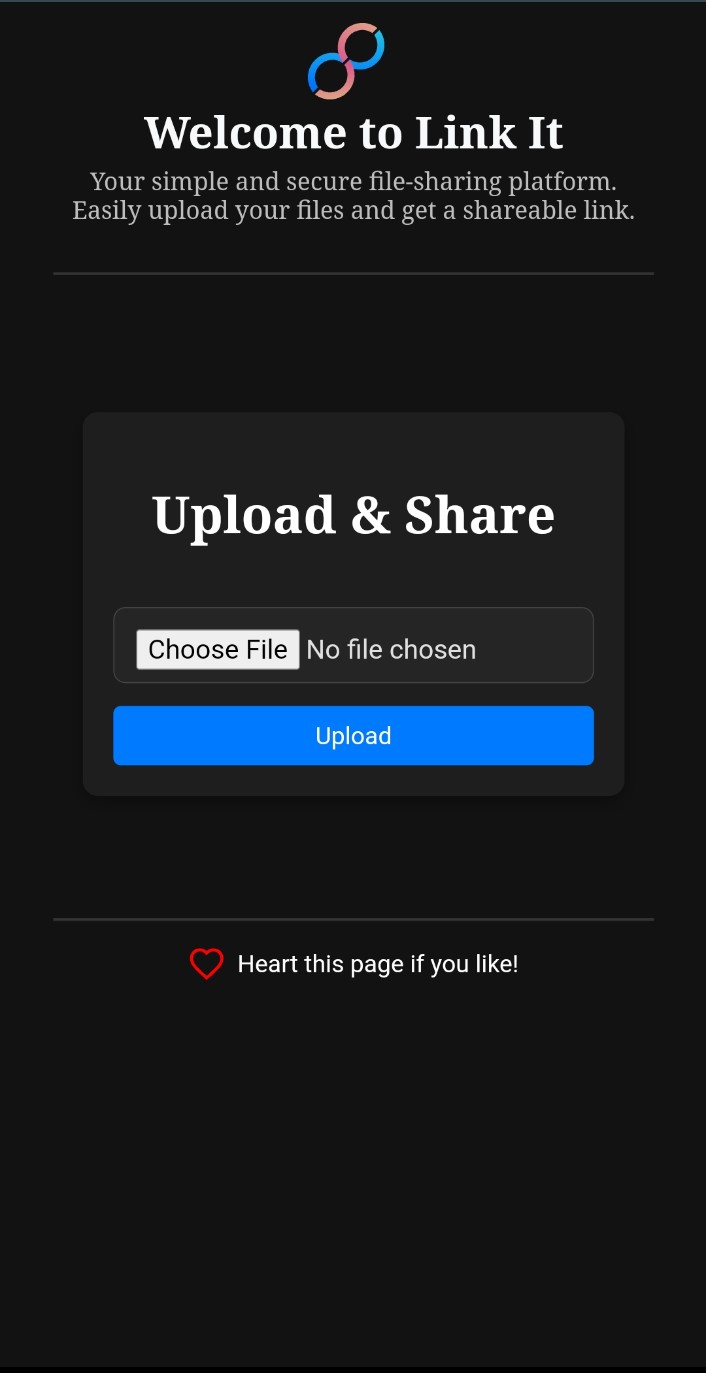 Welcome to Link It
Your simple and secure file-sharing platform.
Easily upload your files and get a shareable link.
Upload & Share
Choose File No file chosen
Upload
Heart this page if you like!